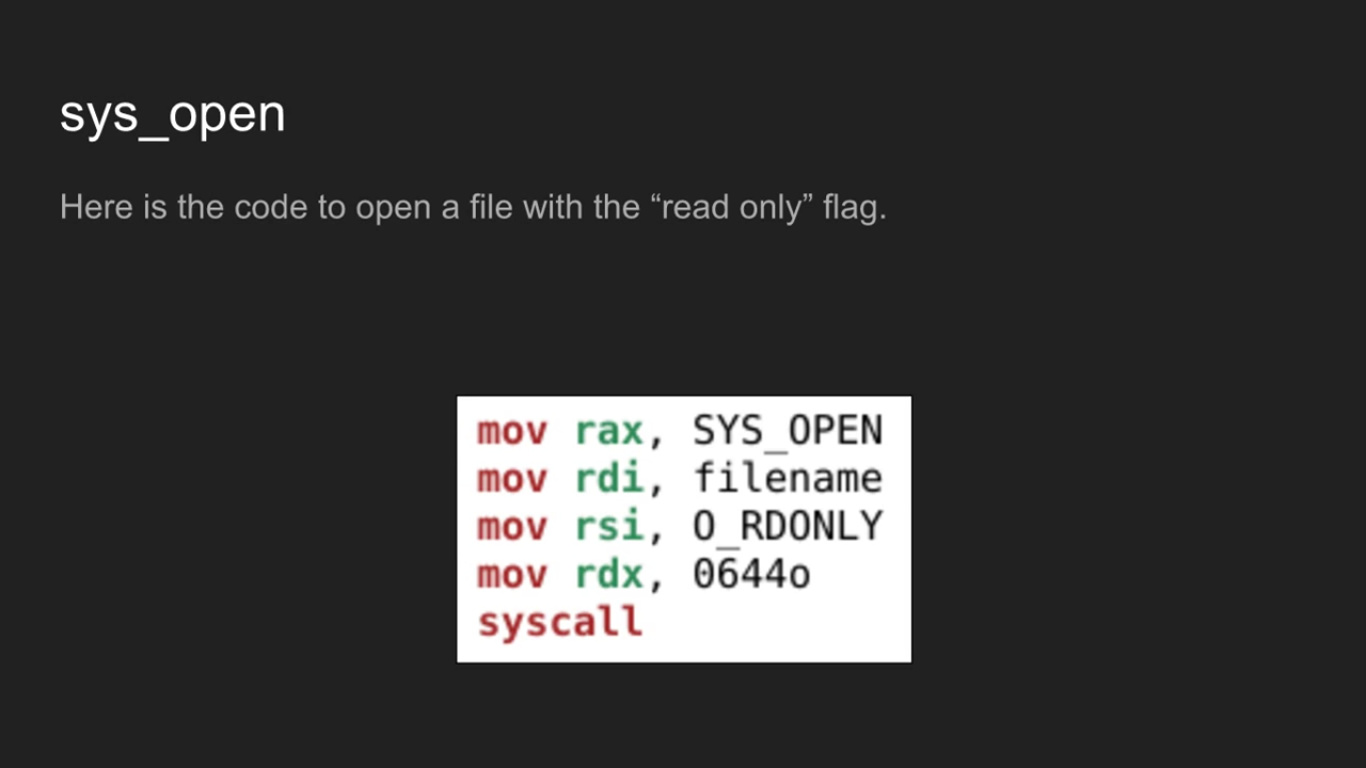 sys_open
Here is the code to open a file with the “read only” flag.
mov rax, SYS_OPEN
mov rdi, filename
mov rsi, O_RDONLY
mov rdx, 0644o
syscall